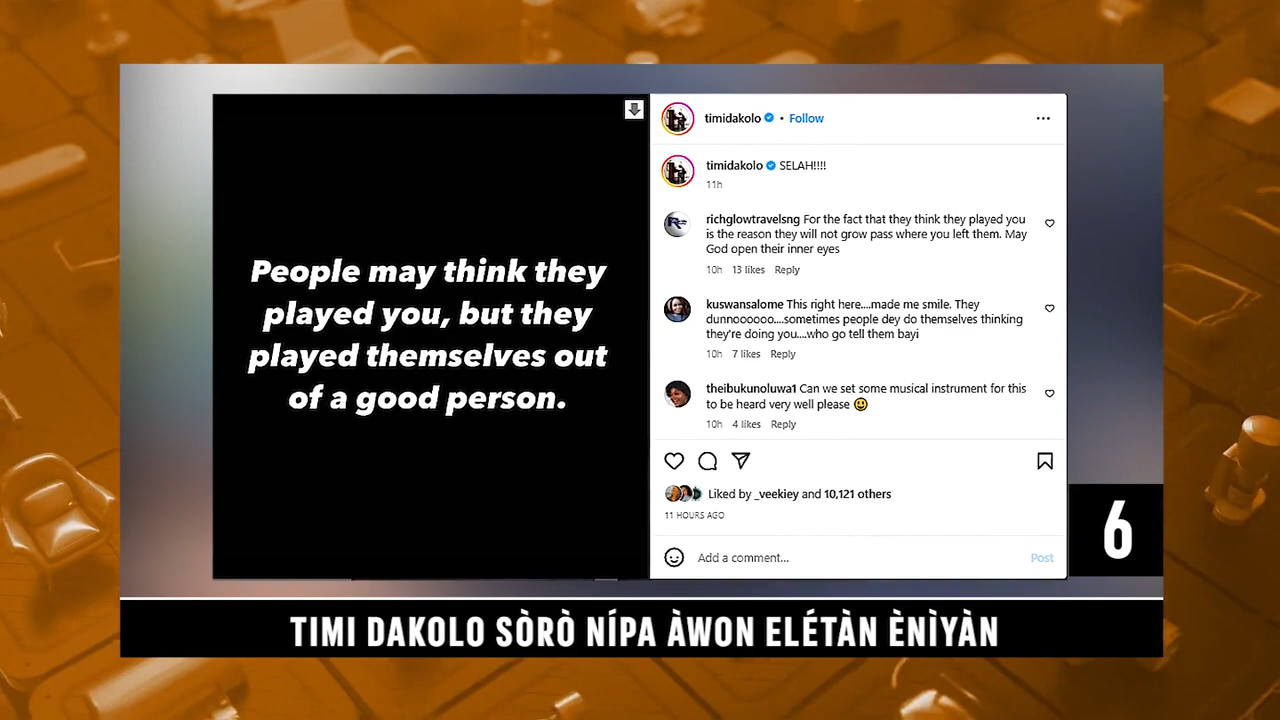 People may think they
played you, but they
played themselves out
of a good person.
timidakolo • Follow
timidakolo SELAH!!!!
11h
richglowtravelsng For the fact that they think they played you
is the reason they will not grow pass where you left them. May
God open their inner eyes
10h 13 likes Reply
kuswansalome This right here....made me smile. They
dunnoooooo....sometimes people dey do themselves thinking
they're doing you....who go tell them bayi
10h 7 likes Reply
theibukunoluwa1 Can we set some musical instrument for this
to be heard very well please 😃
10h 4 likes Reply
Liked by _veekiey and 10,121 others
11 HOURS AGO
Add a comment... Post
6
TIMI DAKOLO SÒRÒ NÍPA ÀWON ELÉTÀN ÈNÌYÀN